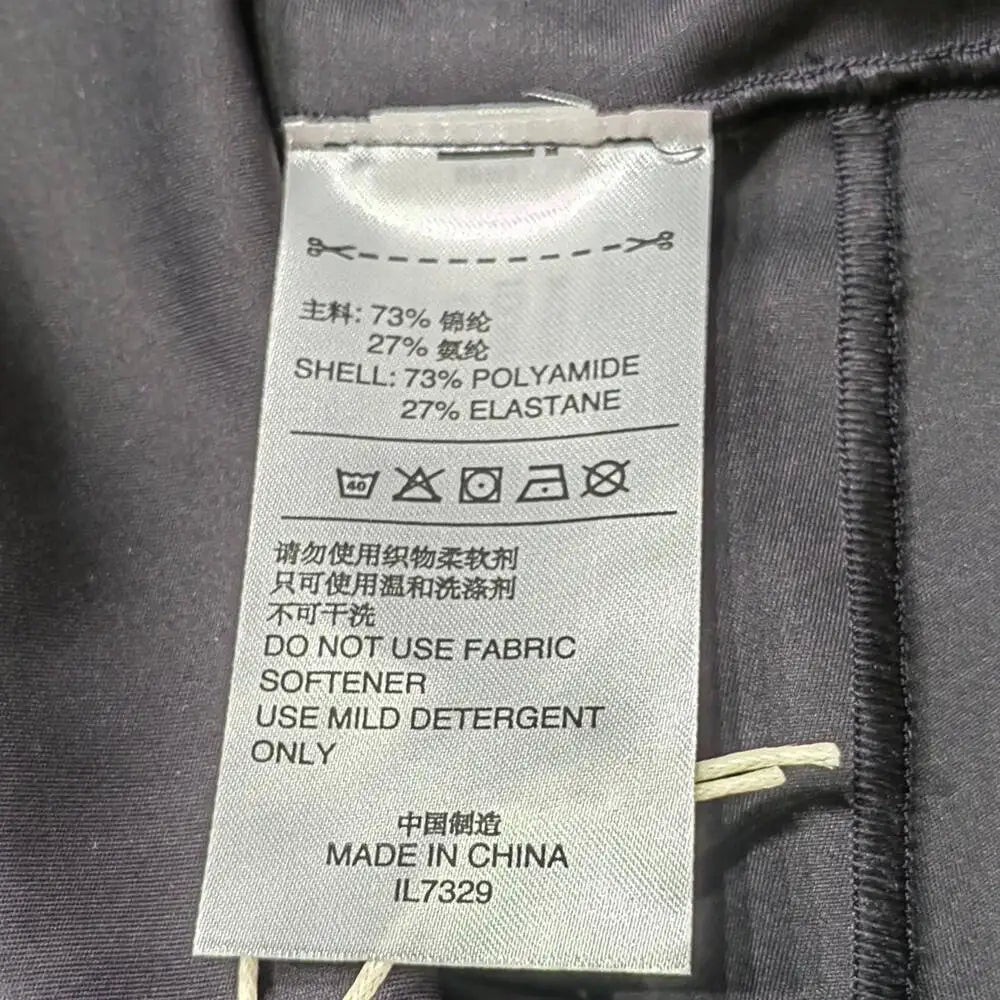 主料: 73% 锦纶
27% 氨纶
SHELL: 73% POLYAMIDE
27% ELASTANE
40
请勿使用织物柔软剂
只可使用温和洗涤剂
不可干洗
DO NOT USE FABRIC
SOFTENER
USE MILD DETERGENT
ONLY
中国制造
MADE IN CHINA
IL7329